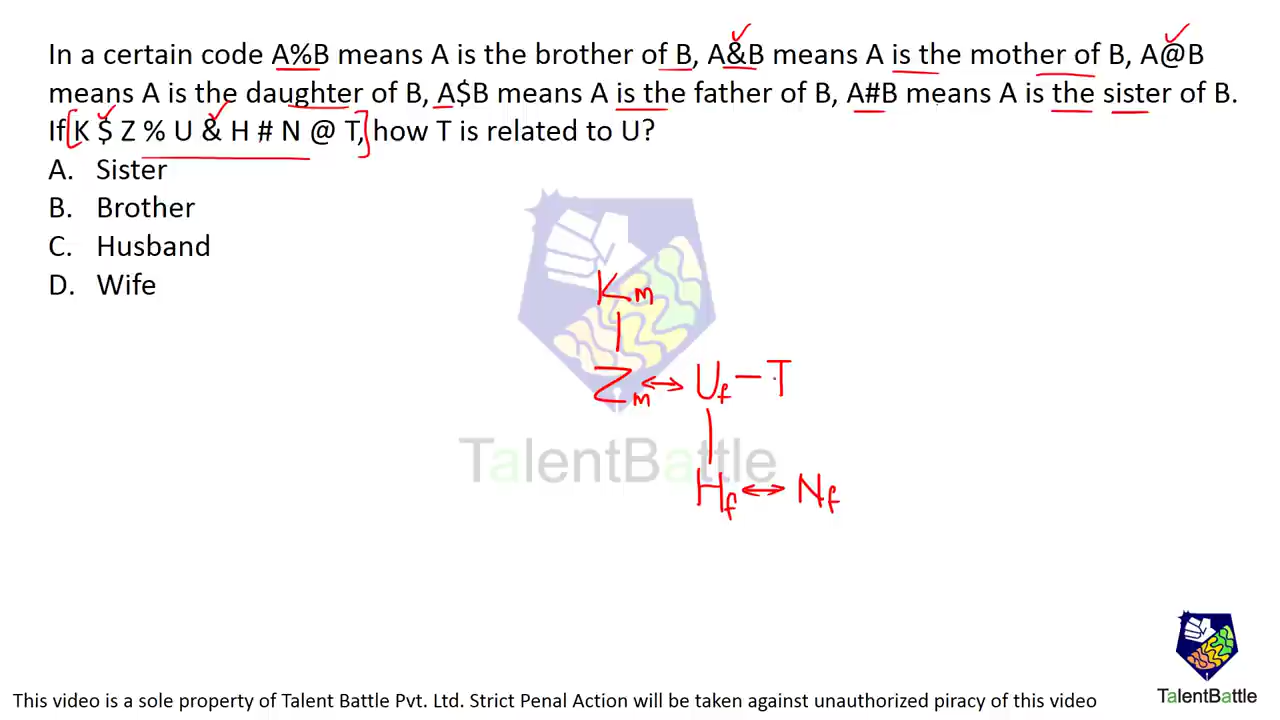 In a certain code A%B means A is the brother of B, A&B means A is the mother of B, A@B
means A is the daughter of B, A$B means A is the father of B, A#B means A is the sister of B.
If [K $ Z % U & H # N @ T,] how T is related to U?
A. Sister
B. Brother
C. Husband
D. Wife
Km
Zm ↔ Uf — T
Hf ↔ Nf
TalentBattle
TalentBattle
This video is a sole property of Talent Battle Pvt. Ltd. Strict Penal Action will be taken against unauthorized piracy of this video